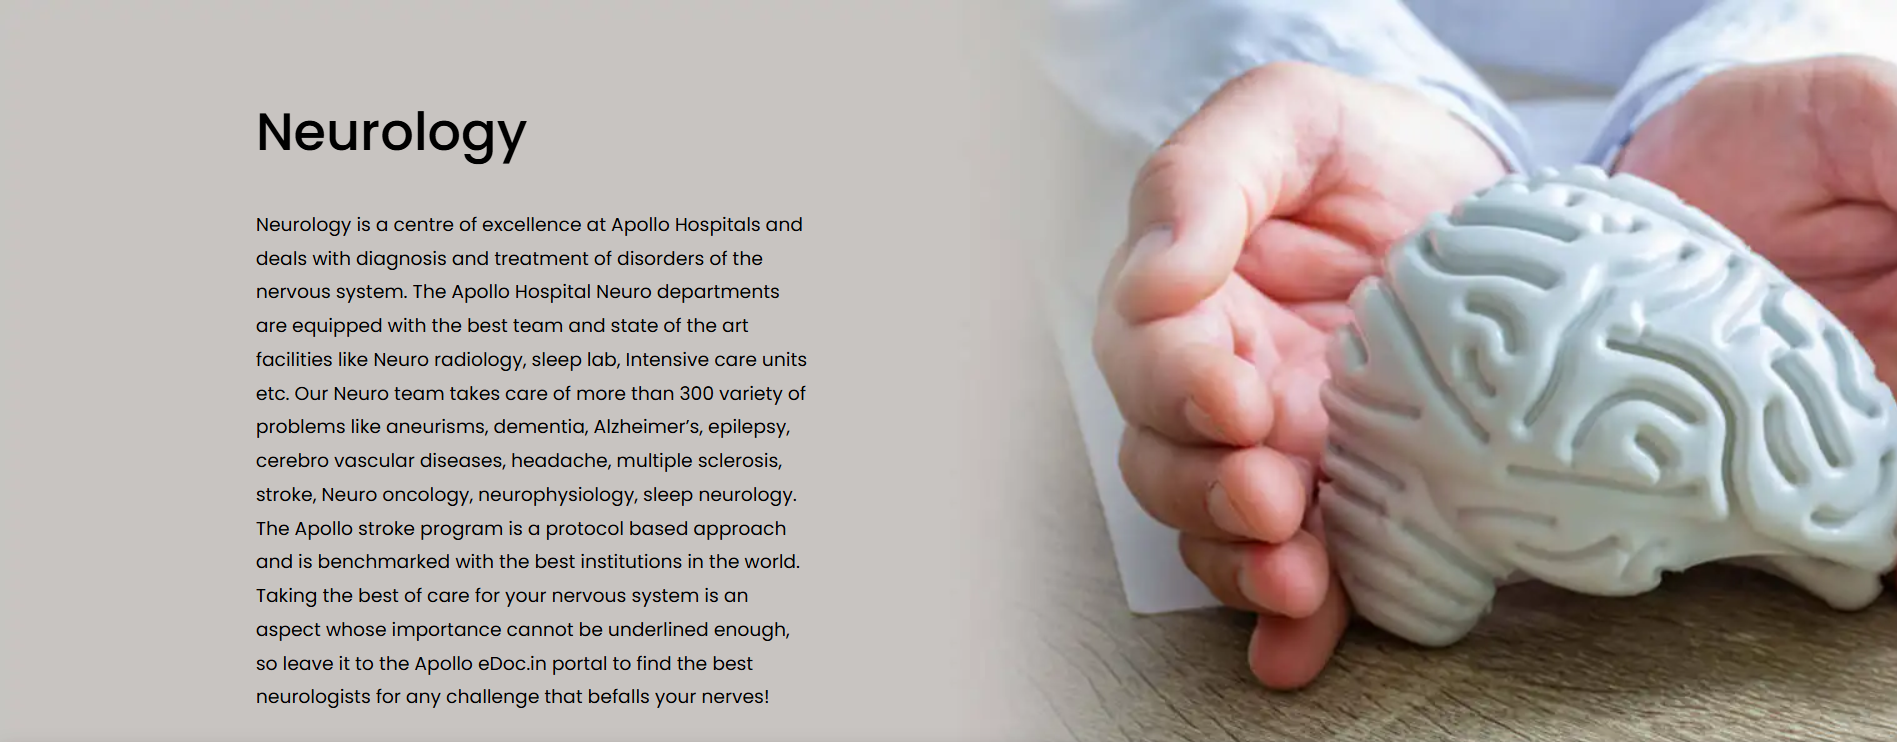 Neurology
Neurology is a centre of excellence at Apollo Hospitals and
deals with diagnosis and treatment of disorders of the
nervous system. The Apollo Hospital Neuro departments
are equipped with the best team and state of the art
facilities like Neuro radiology, sleep lab, Intensive care units
etc. Our Neuro team takes care of more than 300 variety of
problems like aneurisms, dementia, Alzheimer’s, epilepsy,
cerebro vascular diseases, headache, multiple sclerosis,
stroke, Neuro oncology, neurophysiology, sleep neurology.
The Apollo stroke program is a protocol based approach
and is benchmarked with the best institutions in the world.
Taking the best of care for your nervous system is an
aspect whose importance cannot be underlined enough,
so leave it to the Apollo eDoc.in portal to find the best
neurologists for any challenge that befalls your nerves!